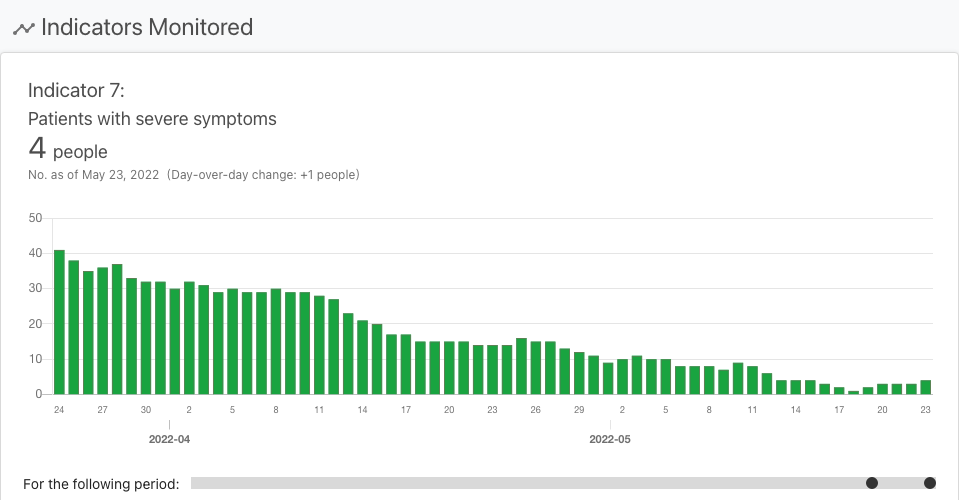 Indicators Monitored
Indicator 7:
Patients with severe symptoms
4 people
No. as of May 23, 2022 (Day-over-day change: +1 people)
50
40
30
20
10
0
24 27 30 2 5 8 11 14 17 20 23 26 29 2 5 8 11 14 17 20 23
2022-04 2022-05
For the following period: